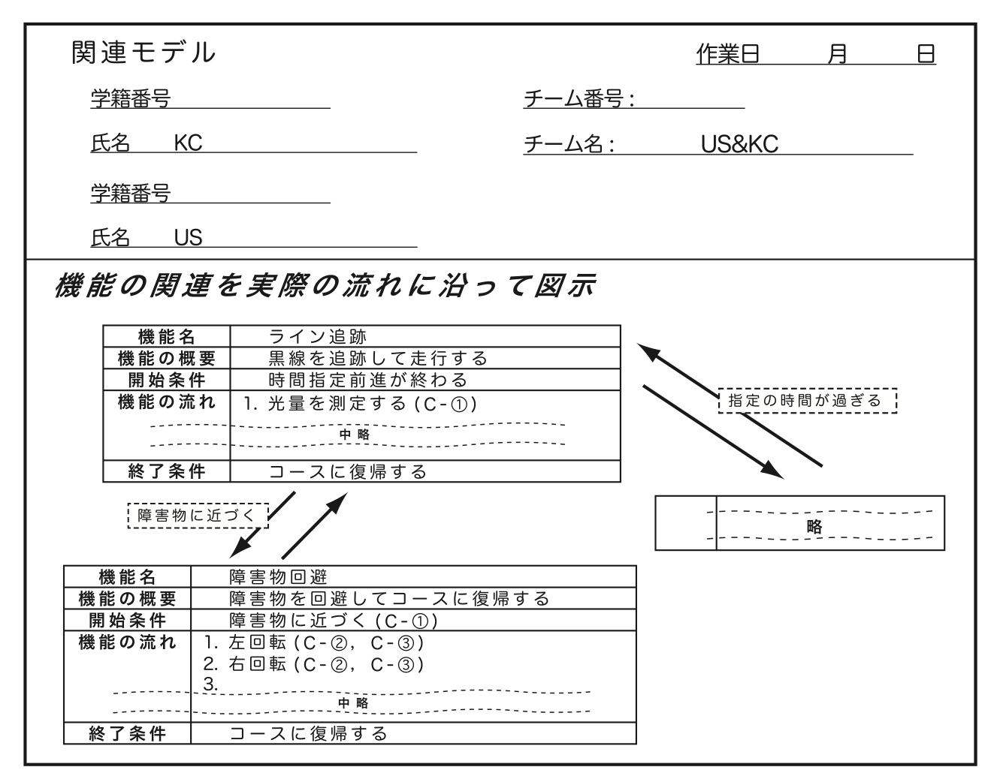 関連モデル
作業日　月　日
学籍番号
チーム番号：
氏名　KC
チーム名：　US&KC
学籍番号
氏名　US
機能の関連を実際の流れに沿って図示
機能名　ライン追跡
機能の概要　黒線を追跡して走行する
開始条件　時間指定前進が終わる
機能の流れ　1. 光量を測定する (C-①)
中略
終了条件　コースに復帰する
指定の時間が過ぎる
障害物に近づく
略
機能名　障害物回避
機能の概要　障害物を回避してコースに復帰する
開始条件　障害物に近づく (C-①)
機能の流れ　1. 左回転 (C-②, C-③)
2. 右回転 (C-②, C-③)
3.
中略
終了条件　コースに復帰する